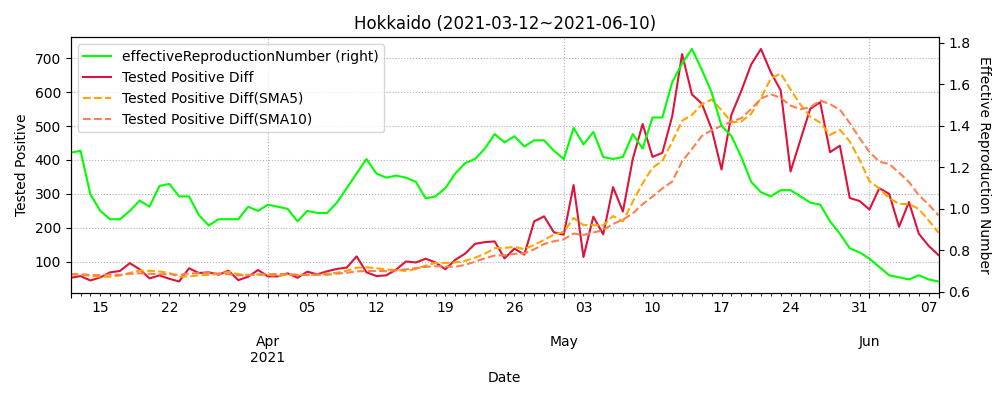 Hokkaido (2021-03-12~2021-06-10)
effectiveReproductionNumber (right)
Tested Positive Diff
Tested Positive Diff(SMA5)
Tested Positive Diff(SMA10)
Tested Positive
700
600
500
400
300
200
100
1.8
1.6
1.4
1.2
1.0
0.8
0.6
Effective Reproduction Number
15 22 29 05 12 19 26 03 10 17 24 31 07
Apr May Jun
2021
Date